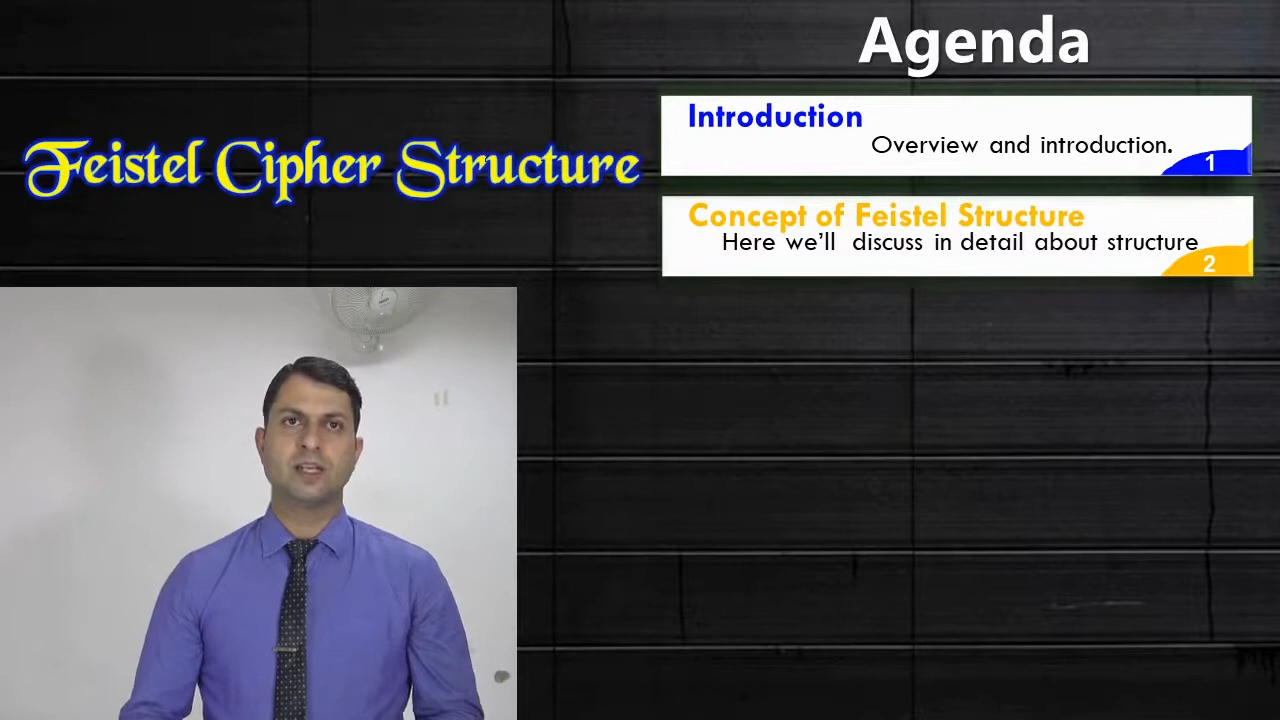 Agenda
Feistel Cipher Structure
Introduction
Overview and introduction.
1
Concept of Feistel Structure
Here we'll discuss in detail about structure
2